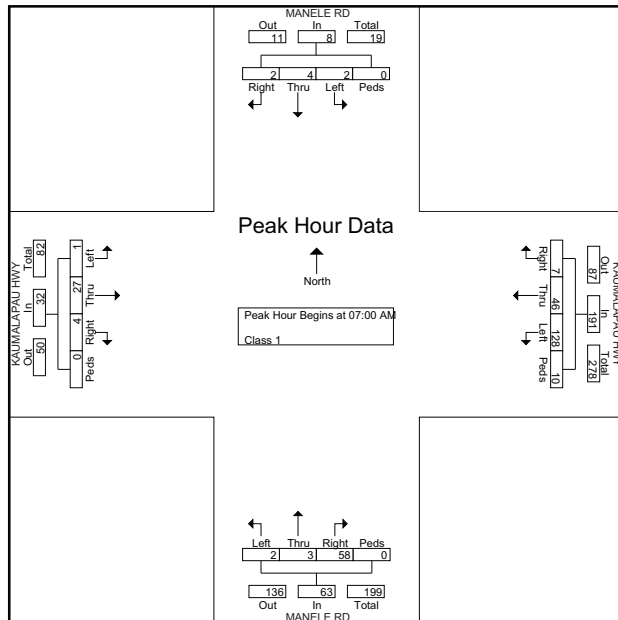 MANELE RD
Out In Total
11 8 19
2 4 2 0
Right Thru Left Peds
Peak Hour Data
North
Peak Hour Begins at 07:00 AM
Class 1
KAUMALAPAU HWY
Total In Out
82 32 50
1 27 4 0
Left Thru Right Peds
KAUMALAPAU HWY
Out In Total
87 191 278
7 46 128 10
Right Thru Left Peds
Left Thru Right Peds
2 3 58 0
136 63 199
Out In Total
MANELE RD